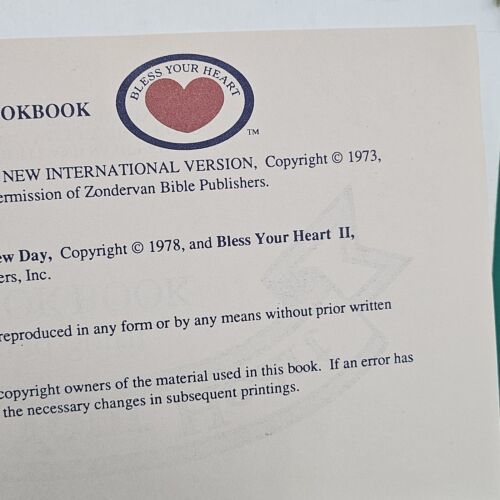 BLESS YOUR HEART
OKBOOK
TM
NEW INTERNATIONAL VERSION, Copyright © 1973,
ermission of Zondervan Bible Publishers.
ew Day, Copyright © 1978, and Bless Your Heart II,
ers, Inc.
reproduced in any form or by any means without prior written
copyright owners of the material used in this book. If an error has
the necessary changes in subsequent printings.